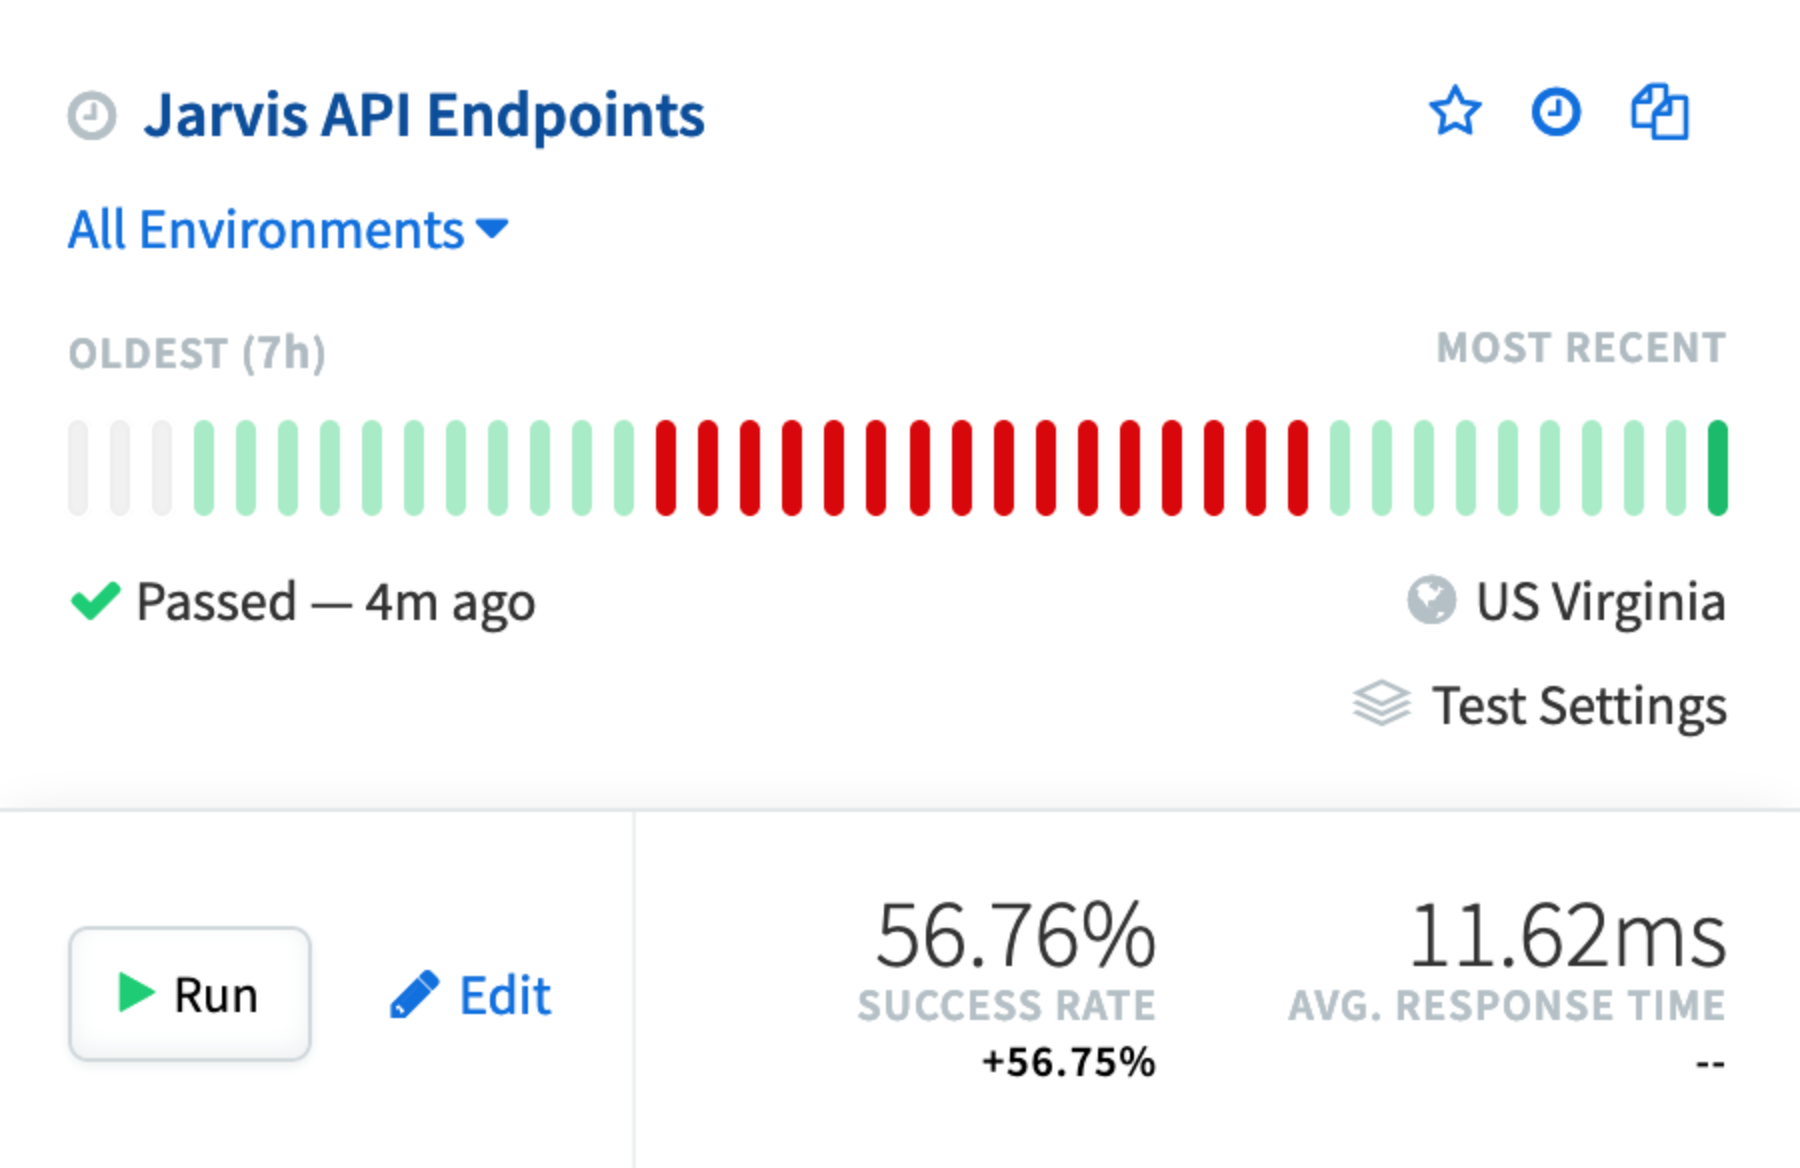 Jarvis API Endpoints
All Environments
OLDEST (7h)
MOST RECENT
Passed — 4m ago
US Virginia
Test Settings
Run
Edit
56.76%
SUCCESS RATE
+56.75%
11.62ms
AVG. RESPONSE TIME
--